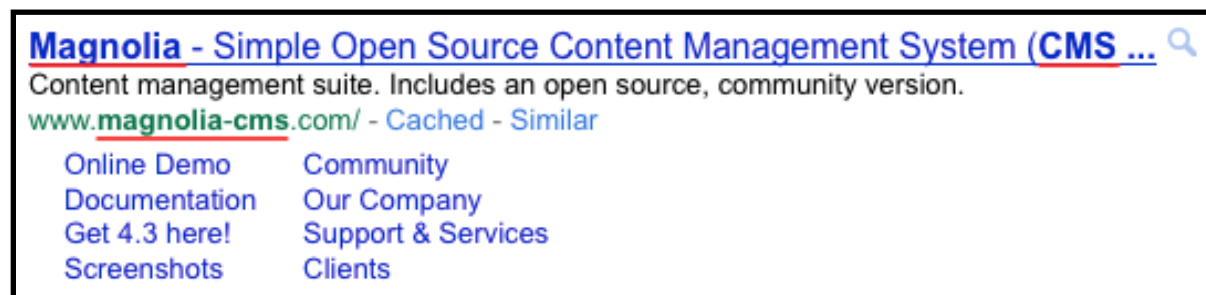 Magnolia - Simple Open Source Content Management System (CMS ...
Content management suite. Includes an open source, community version.
www.magnolia-cms.com/ - Cached - Similar
Online Demo Community
Documentation Our Company
Get 4.3 here! Support & Services
Screenshots Clients